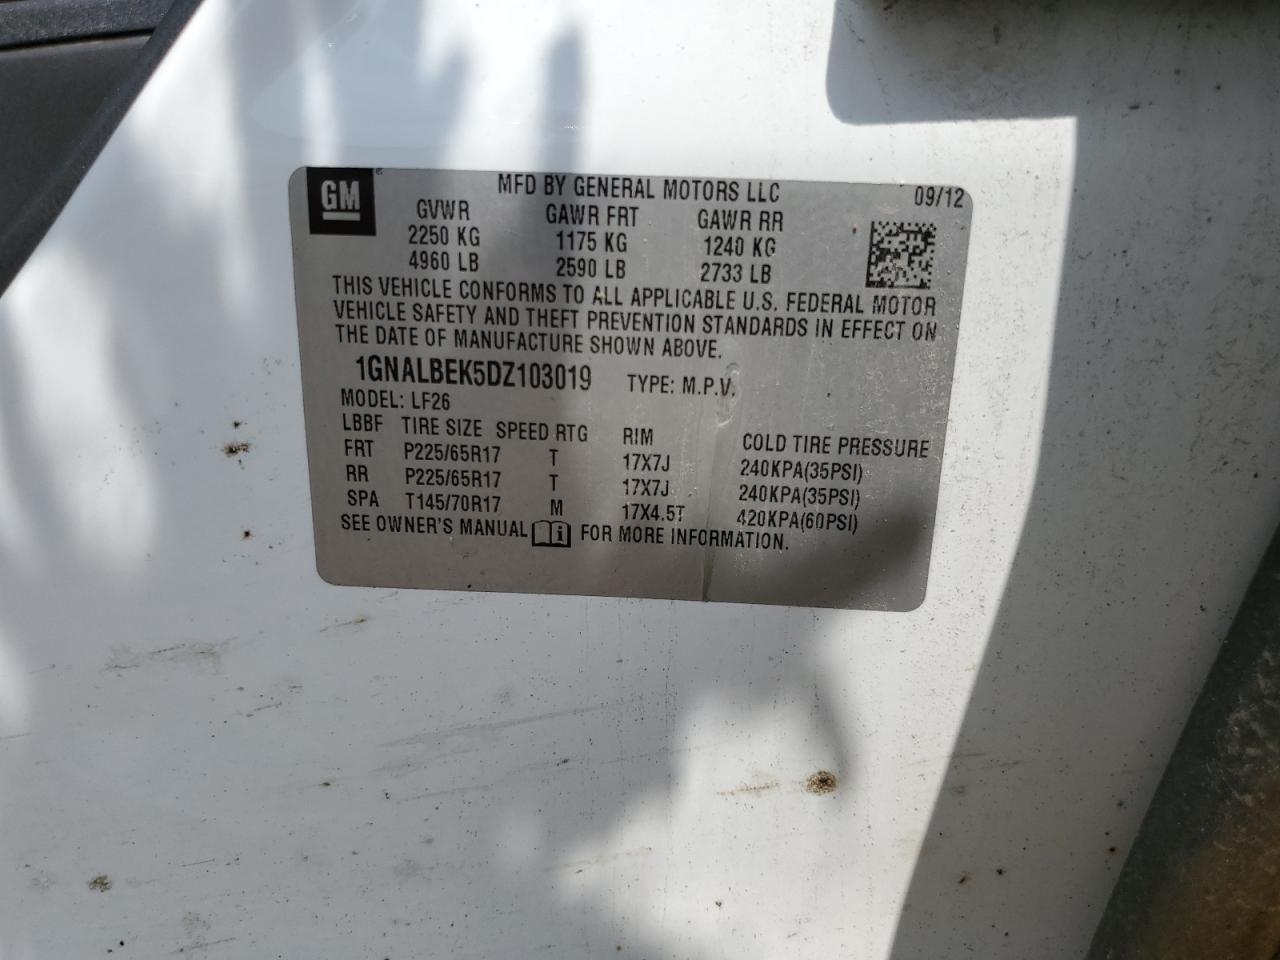 GM
MFD BY GENERAL MOTORS LLC 09/12
GVWR GAWR FRT GAWR RR
2250 KG 1175 KG 1240 KG
4960 LB 2590 LB 2733 LB
THIS VEHICLE CONFORMS TO ALL APPLICABLE U.S. FEDERAL MOTOR
VEHICLE SAFETY AND THEFT PREVENTION STANDARDS IN EFFECT ON
THE DATE OF MANUFACTURE SHOWN ABOVE.
1GNALBEK5DZ103019 TYPE: M.P.V.
MODEL: LF26
LBBF TIRE SIZE SPEED RTG RIM COLD TIRE PRESSURE
FRT P225/65R17 T 17X7J 240KPA(35PSI)
RR P225/65R17 T 17X7J 240KPA(35PSI)
SPA T145/70R17 M 17X4.5T 420KPA(60PSI)
SEE OWNER'S MANUAL i FOR MORE INFORMATION.